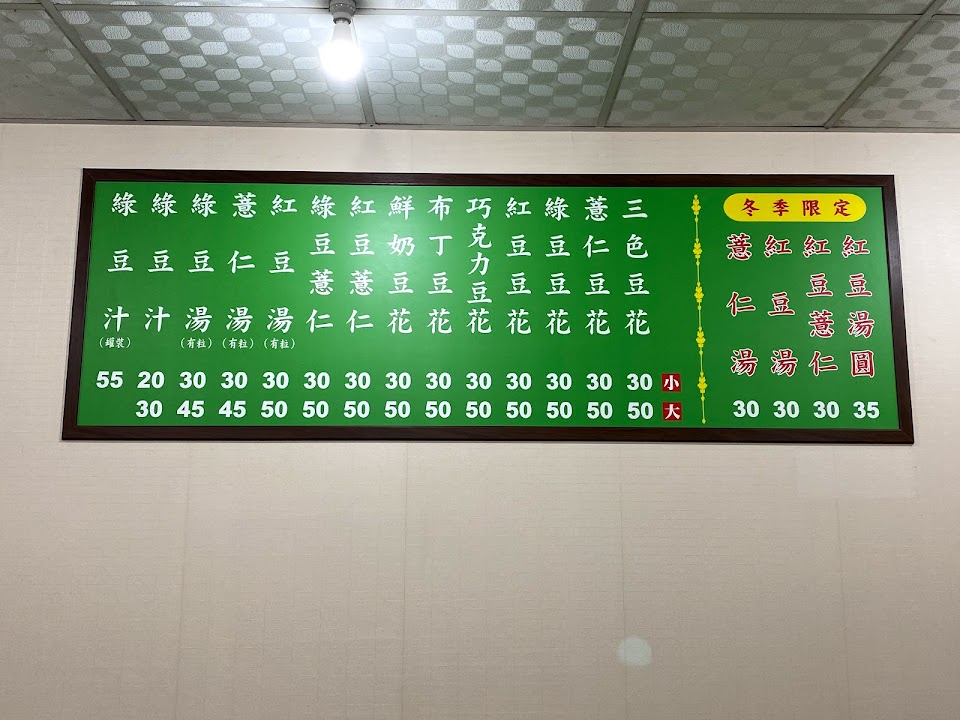 冬季限定
紅豆湯圓
35
紅豆薏仁
30
紅豆湯
30
薏仁湯
30
小
大
三色豆花
30
50
薏仁豆花
30
50
綠豆豆花
30
50
紅豆豆花
30
50
巧克力豆花
30
50
布丁豆花
30
50
鮮奶豆花
30
50
紅豆薏仁
30
50
綠豆薏仁
30
50
紅豆湯
(有粒)
30
50
薏仁湯
(有粒)
30
45
綠豆湯
(有粒)
30
45
綠豆汁
20
30
綠豆汁
(罐裝)
55